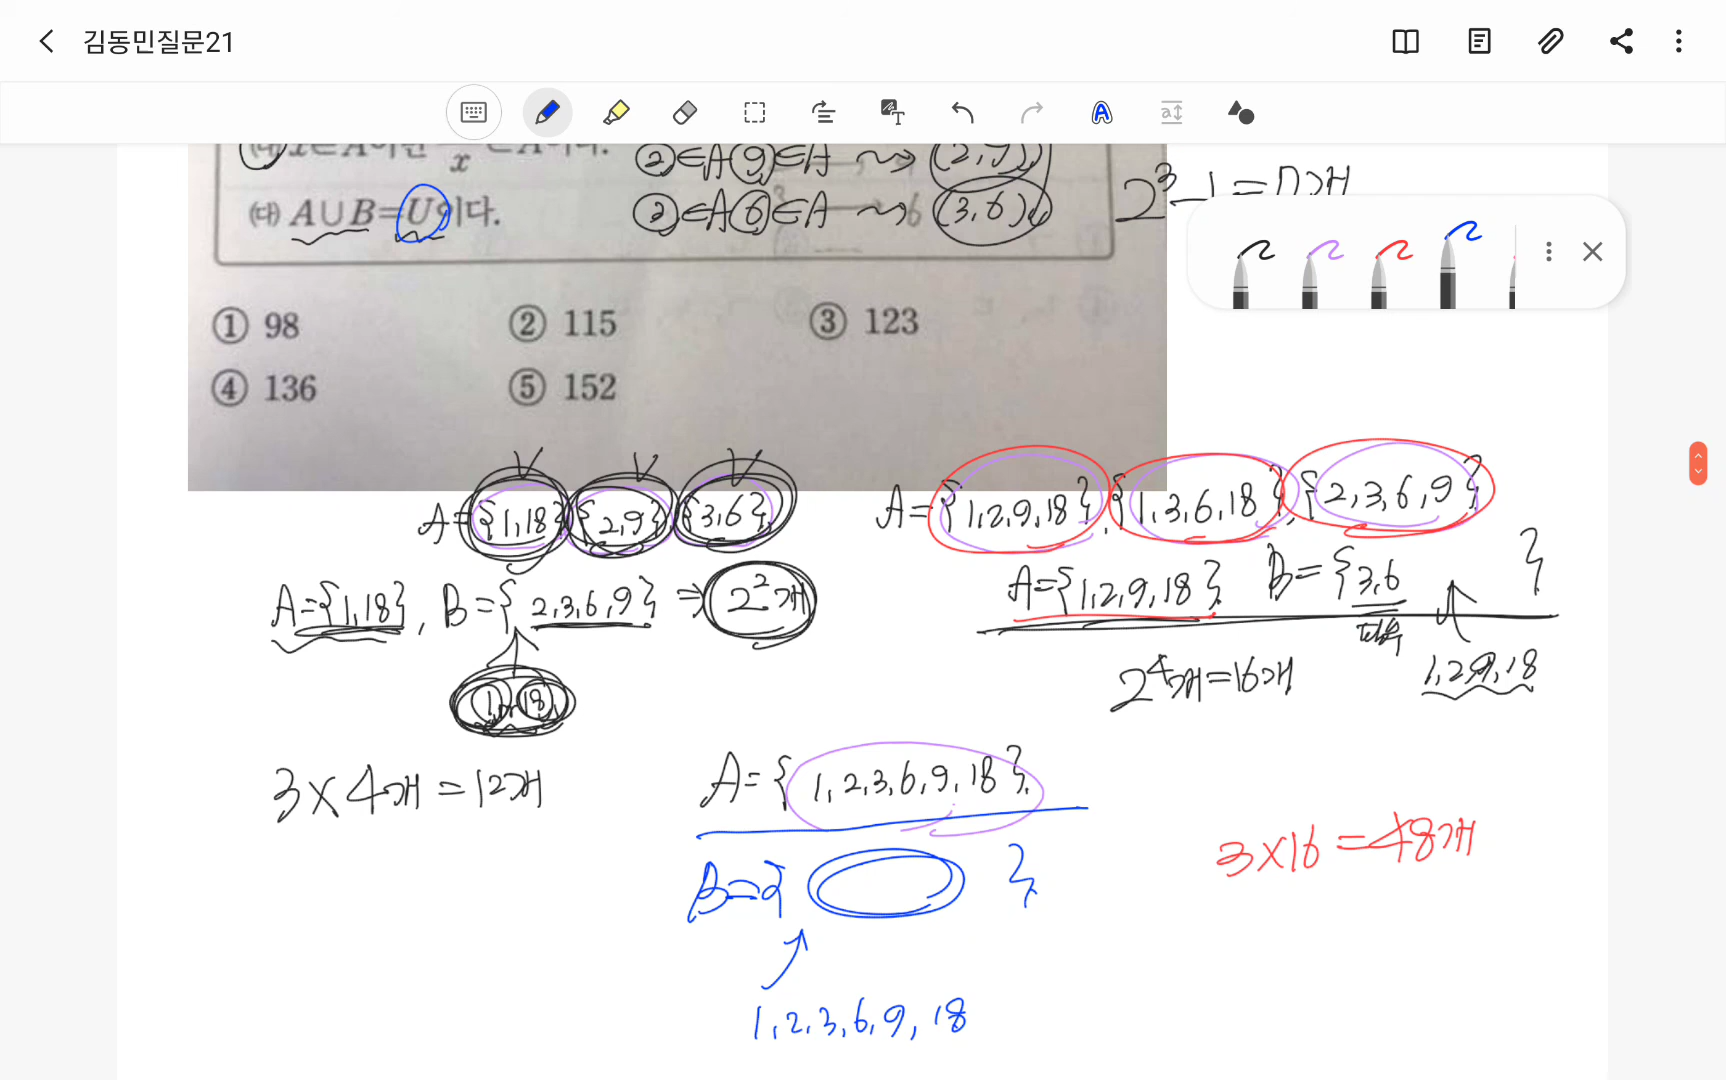 김동민질문21
x
②∈A ⑨∈A ⇝ (2,9)
③∈A ⑥∈A ⇝ (3,6)
2³-1=
(다) A∪B=U이다.
① 98 ② 115 ③ 123
④ 136 ⑤ 152
A={1,18} {2,9} {3,6}
A={1,2,9,18}, {1,3,6,18}, {2,3,6,9}
A={1,18}, B={2,3,6,9} ⇒ 2²개
1, 18
A={1,2,9,18} B={3,6 }
1,2,9,18
2⁴개=16개
3×4개=12개
A={1,2,3,6,9,18}
B={ }
1,2,3,6,9,18
3×16=48개